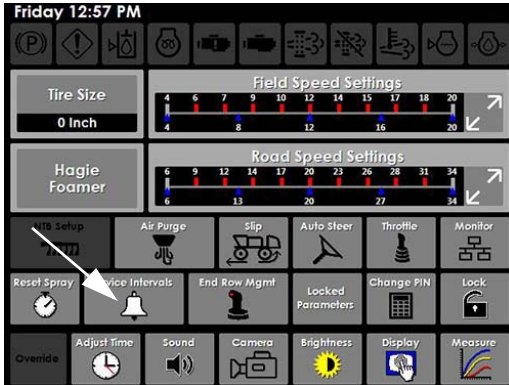 Friday 12:57 PM
(P)
Tire Size
0 Inch
Field Speed Settings
4 6 7 9 10 12 14 15 17 18 20
4 8 12 16 20
Hagie
Foamer
Road Speed Settings
6 9 12 14 17 20 23 26 28 31 34
6 13 20 27 34
NTB Setup
Air Purge
Slip
Auto Steer
Throttle
Monitor
Reset Spray
Service Intervals
End Row Mgmt
Locked
Parameters
Change PIN
Lock
Override
Adjust Time
Sound
Camera
Brightness
Display
Measure